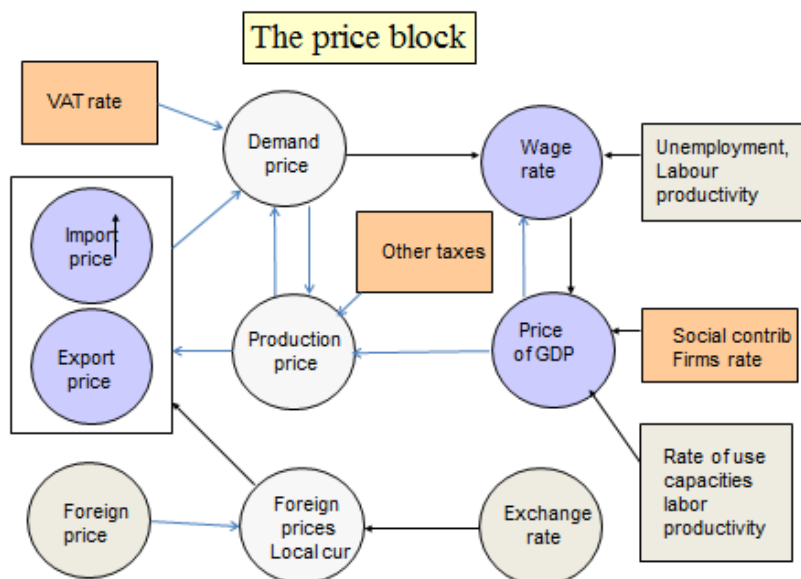 The price block
VAT rate
Demand
price
Wage
rate
Unemployment,
Labour
productivity
Import
price
Other taxes
Export
price
Production
price
Price
of GDP
Social contrib
Firms rate
Rate of use
capacities
labor
productivity
Foreign
price
Foreign
prices
Local cur
Exchange
rate